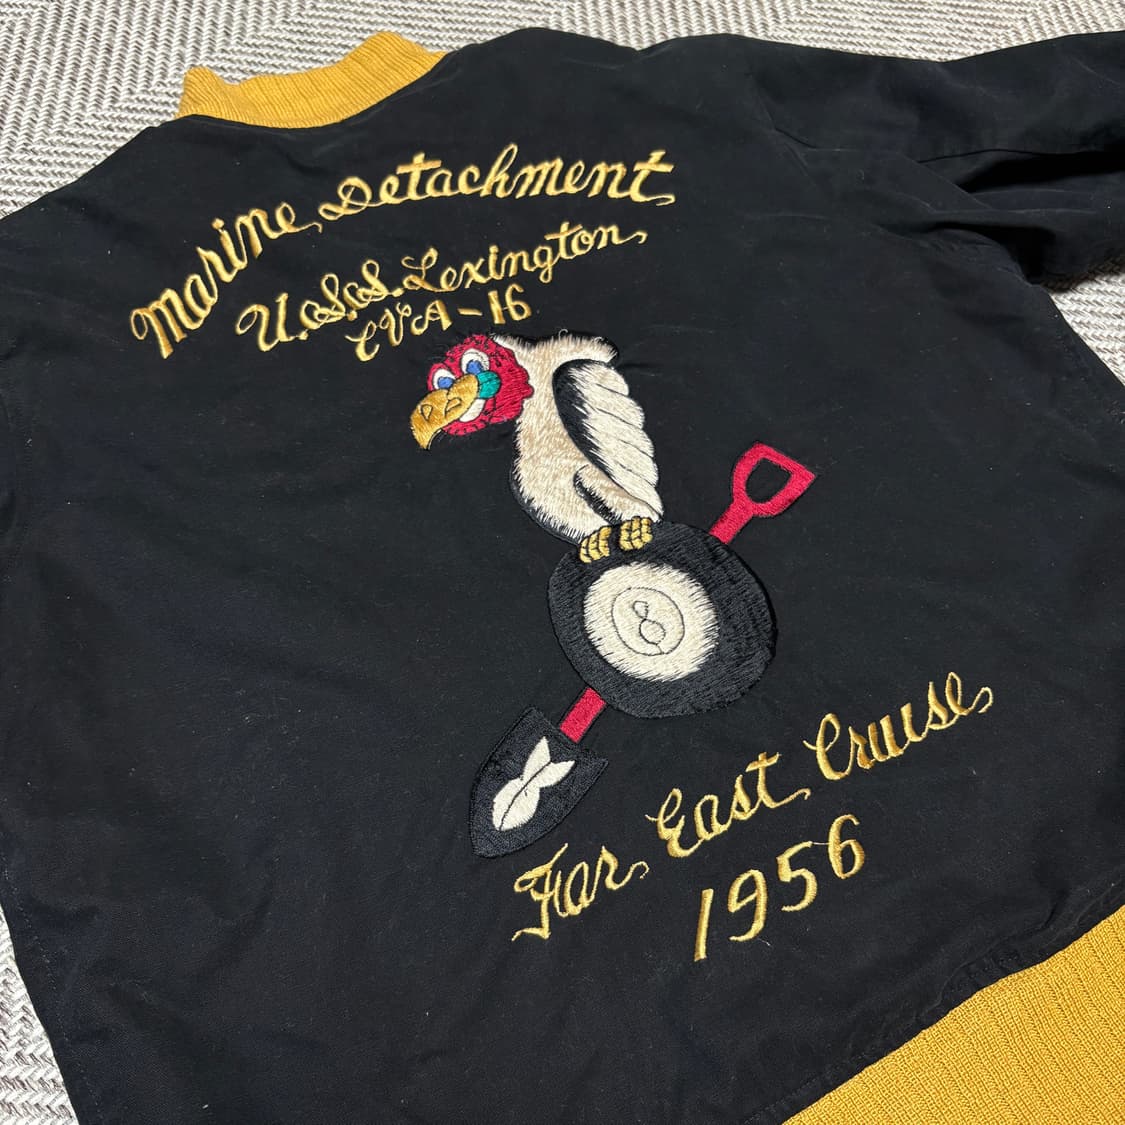 Marine Detachment
U.S.S. Lexington
CVA-16
8
Far East Cruise
1956